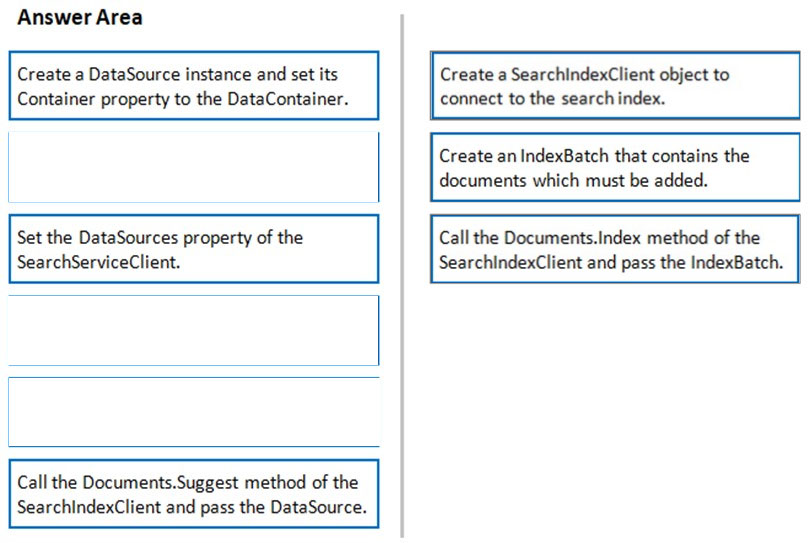 Answer Area
Create a DataSource instance and set its
Container property to the DataContainer.
Set the DataSources property of the
SearchServiceClient.
Call the Documents.Suggest method of the
SearchIndexClient and pass the DataSource.
Create a SearchIndexClient object to
connect to the search index.
Create an IndexBatch that contains the
documents which must be added.
Call the Documents.Index method of the
SearchIndexClient and pass the IndexBatch.